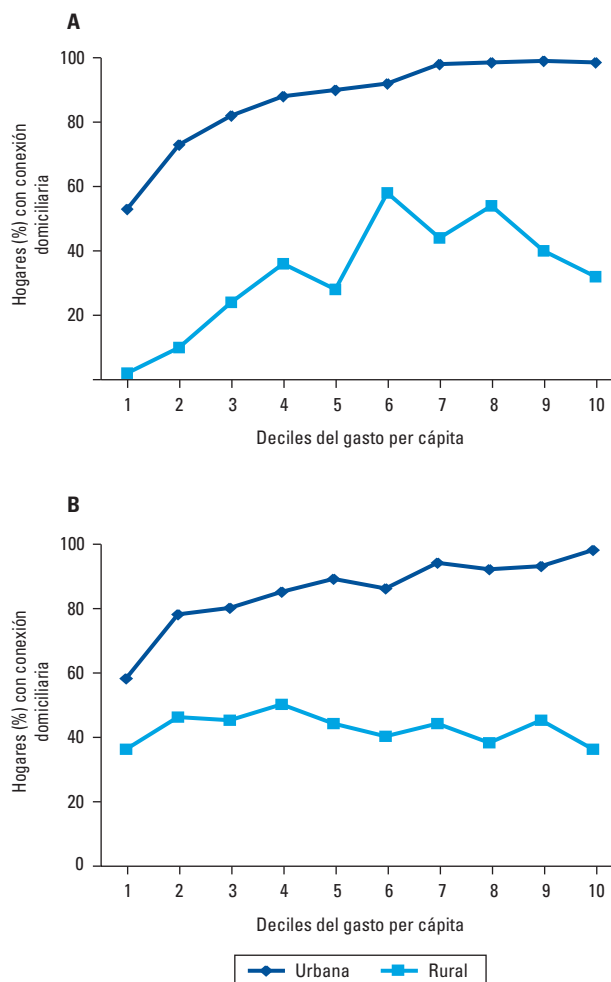 A
100
80
60
40
20
Hogares (%) con conexión
domiciliaria
1 2 3 4 5 6 7 8 9 10
Deciles del gasto per cápita
B
100
80
60
40
20
0
Hogares (%) con conexión
domiciliaria
1 2 3 4 5 6 7 8 9 10
Deciles del gasto per cápita
Urbana Rural